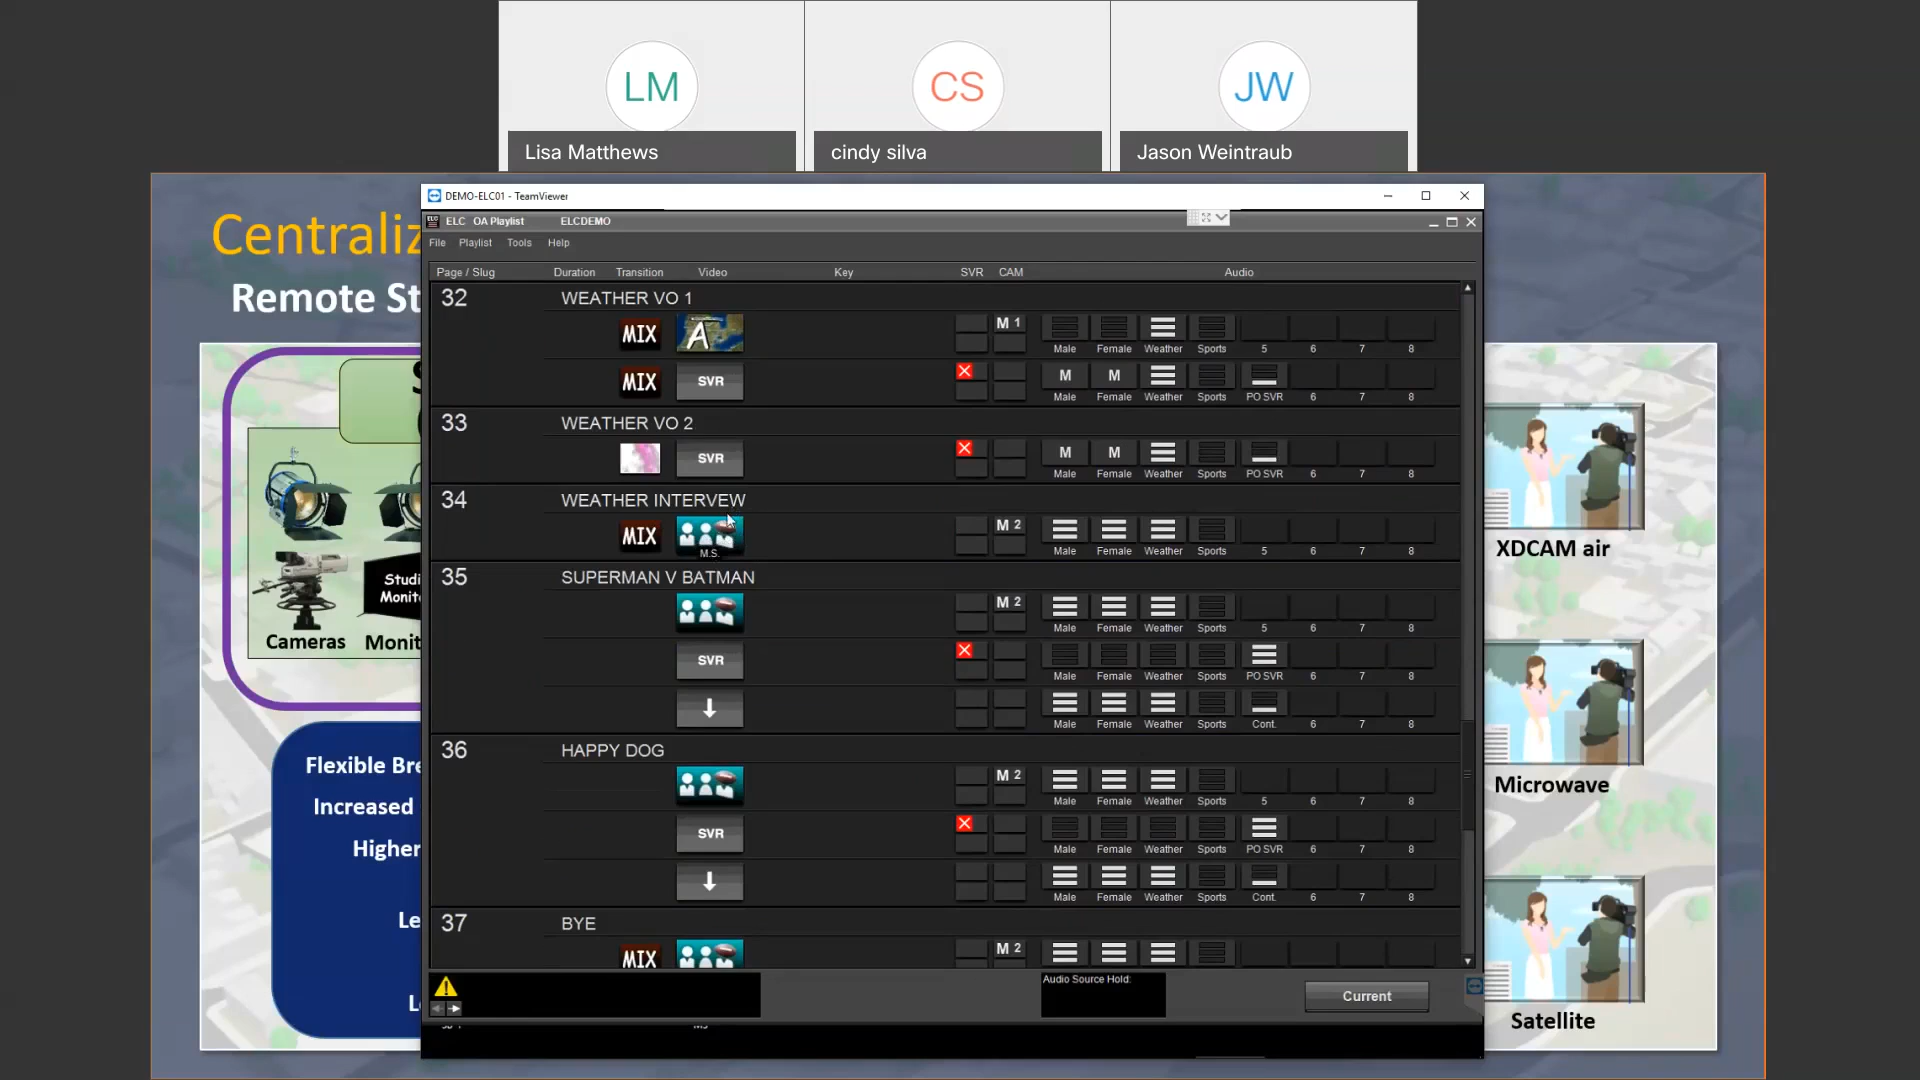 LM
CS
JW
Lisa Matthews
cindy silva
Jason Weintraub
DEMO-ELC01 - TeamViewer
ELC OA Playlist ELCDEMO
File Playlist Tools Help
Page / Slug Duration Transition Video Key SVR CAM Audio
32 WEATHER VO 1
MIX A M 1
Male Female Weather Sports 5 6 7 8
MIX SVR M M
Male Female Weather Sports PO SVR 6 7 8
33 WEATHER VO 2
SVR M M
Male Female Weather Sports PO SVR 6 7 8
34 WEATHER INTERVEW
MIX M.S. M 2
Male Female Weather Sports 5 6 7 8
35 SUPERMAN V BATMAN
M 2
Male Female Weather Sports 5 6 7 8
SVR
Male Female Weather Sports PO SVR 6 7 8
Male Female Weather Sports Cont. 6 7 8
36 HAPPY DOG
M 2
Male Female Weather Sports 5 6 7 8
SVR
Male Female Weather Sports PO SVR 6 7 8
Male Female Weather Sports Cont. 6 7 8
37 BYE
MIX M 2
Audio Source Hold:
Current
Centraliz
Remote St
Cameras
Flexible Bre
Increased
Higher
Le
XDCAM air
Microwave
Satellite